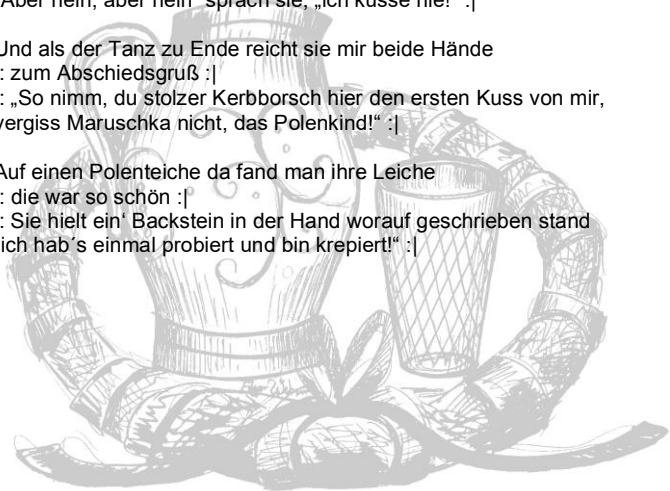 "Aber nein, aber nein" sprach sie, „ich küsse nie!" :|
Und als der Tanz zu Ende reicht sie mir beide Hände
: zum Abschiedsgruß :|
: „So nimm, du stolzer Kerbborsch hier den ersten Kuss von mir,
vergiss Maruschka nicht, das Polenkind!“ :|
Auf einen Polenteiche da fand man ihre Leiche
: die war so schön :|
: Sie hielt ein‘ Backstein in der Hand worauf geschrieben stand
ich hab´s einmal probiert und bin krepiert!“ :|